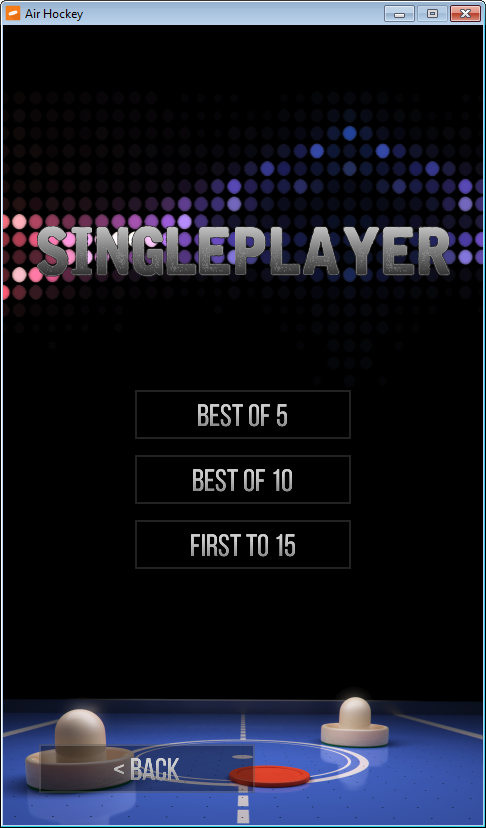 Air Hockey
SINGLEPLAYER
BEST OF 5
BEST OF 10
FIRST TO 15
< BACK